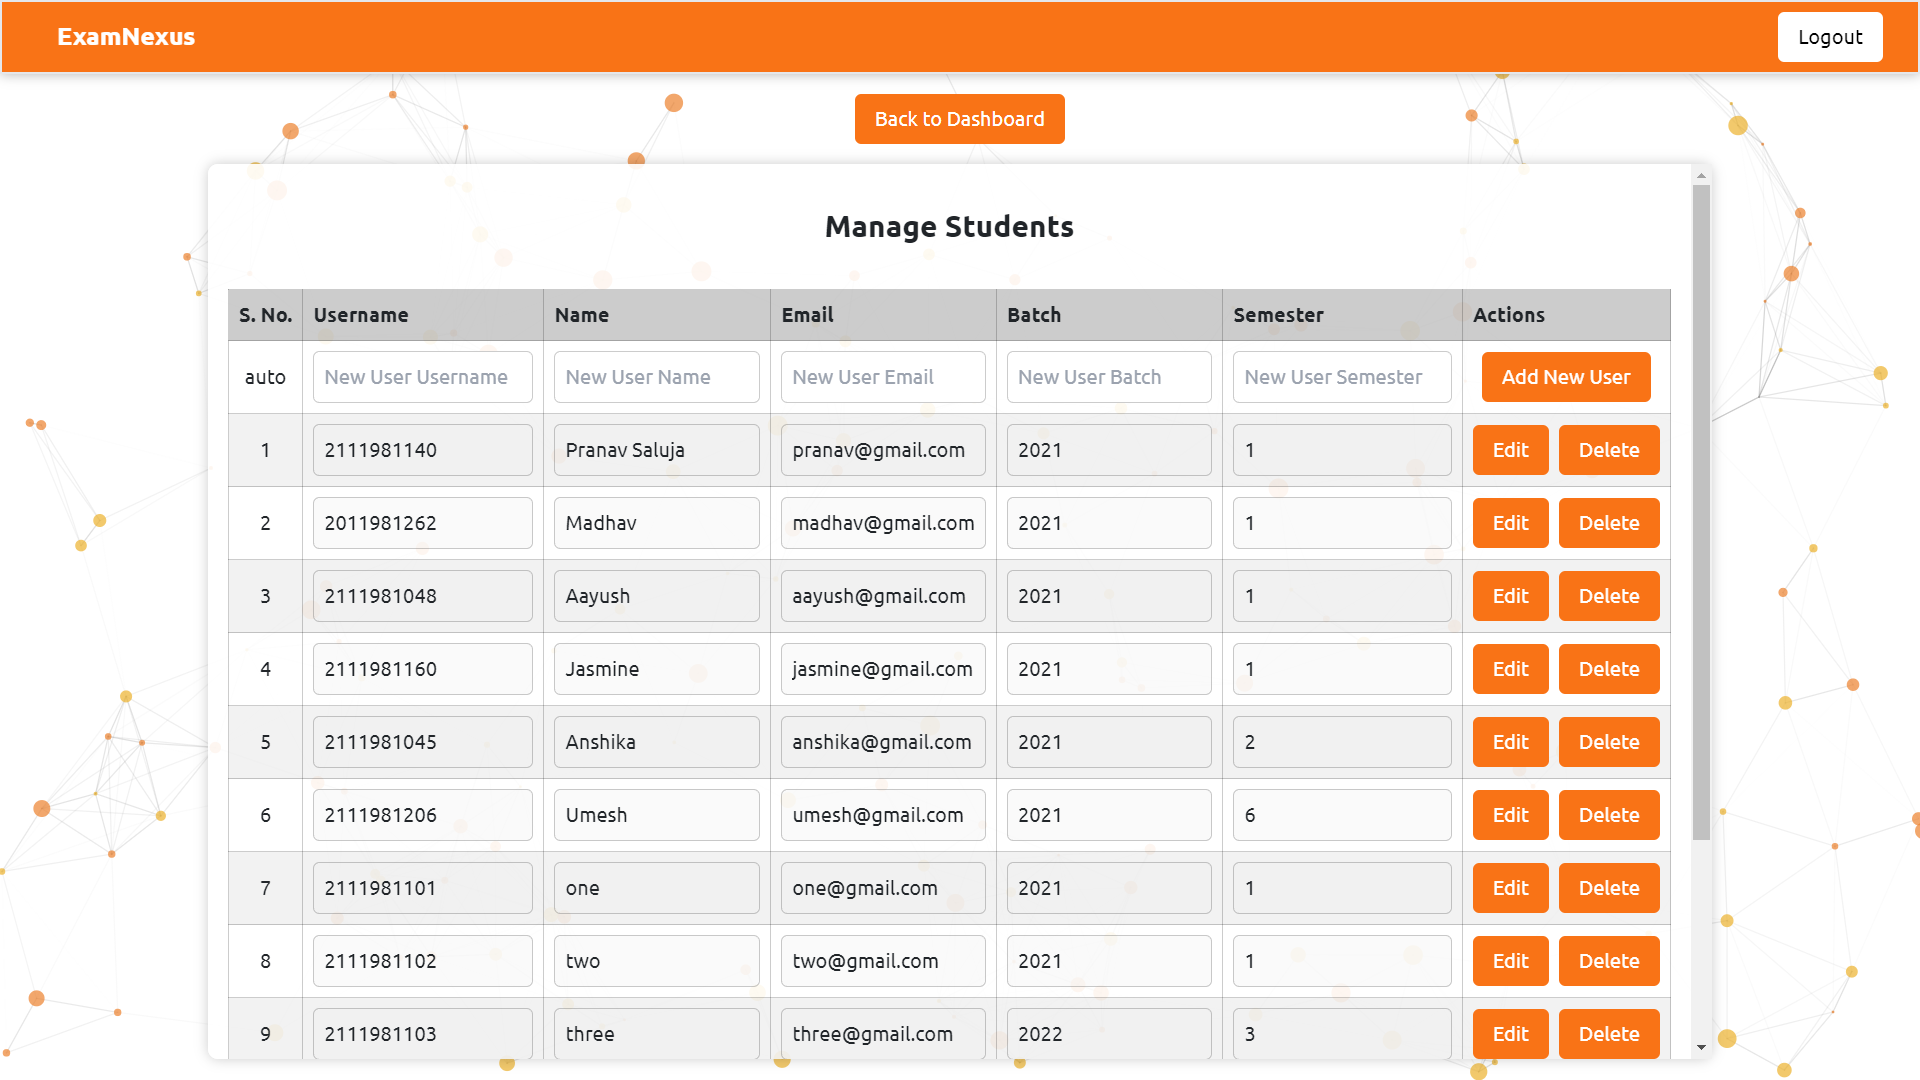 ExamNexus
Logout
Back to Dashboard
Manage Students
S. No. Username Name Email Batch Semester Actions
auto New User Username New User Name New User Email New User Batch New User Semester Add New User
1 2111981140 Pranav Saluja pranav@gmail.com 2021 1 Edit Delete
2 2011981262 Madhav madhav@gmail.com 2021 1 Edit Delete
3 2111981048 Aayush aayush@gmail.com 2021 1 Edit Delete
4 2111981160 Jasmine jasmine@gmail.com 2021 1 Edit Delete
5 2111981045 Anshika anshika@gmail.com 2021 2 Edit Delete
6 2111981206 Umesh umesh@gmail.com 2021 6 Edit Delete
7 2111981101 one one@gmail.com 2021 1 Edit Delete
8 2111981102 two two@gmail.com 2021 1 Edit Delete
9 2111981103 three three@gmail.com 2022 3 Edit Delete